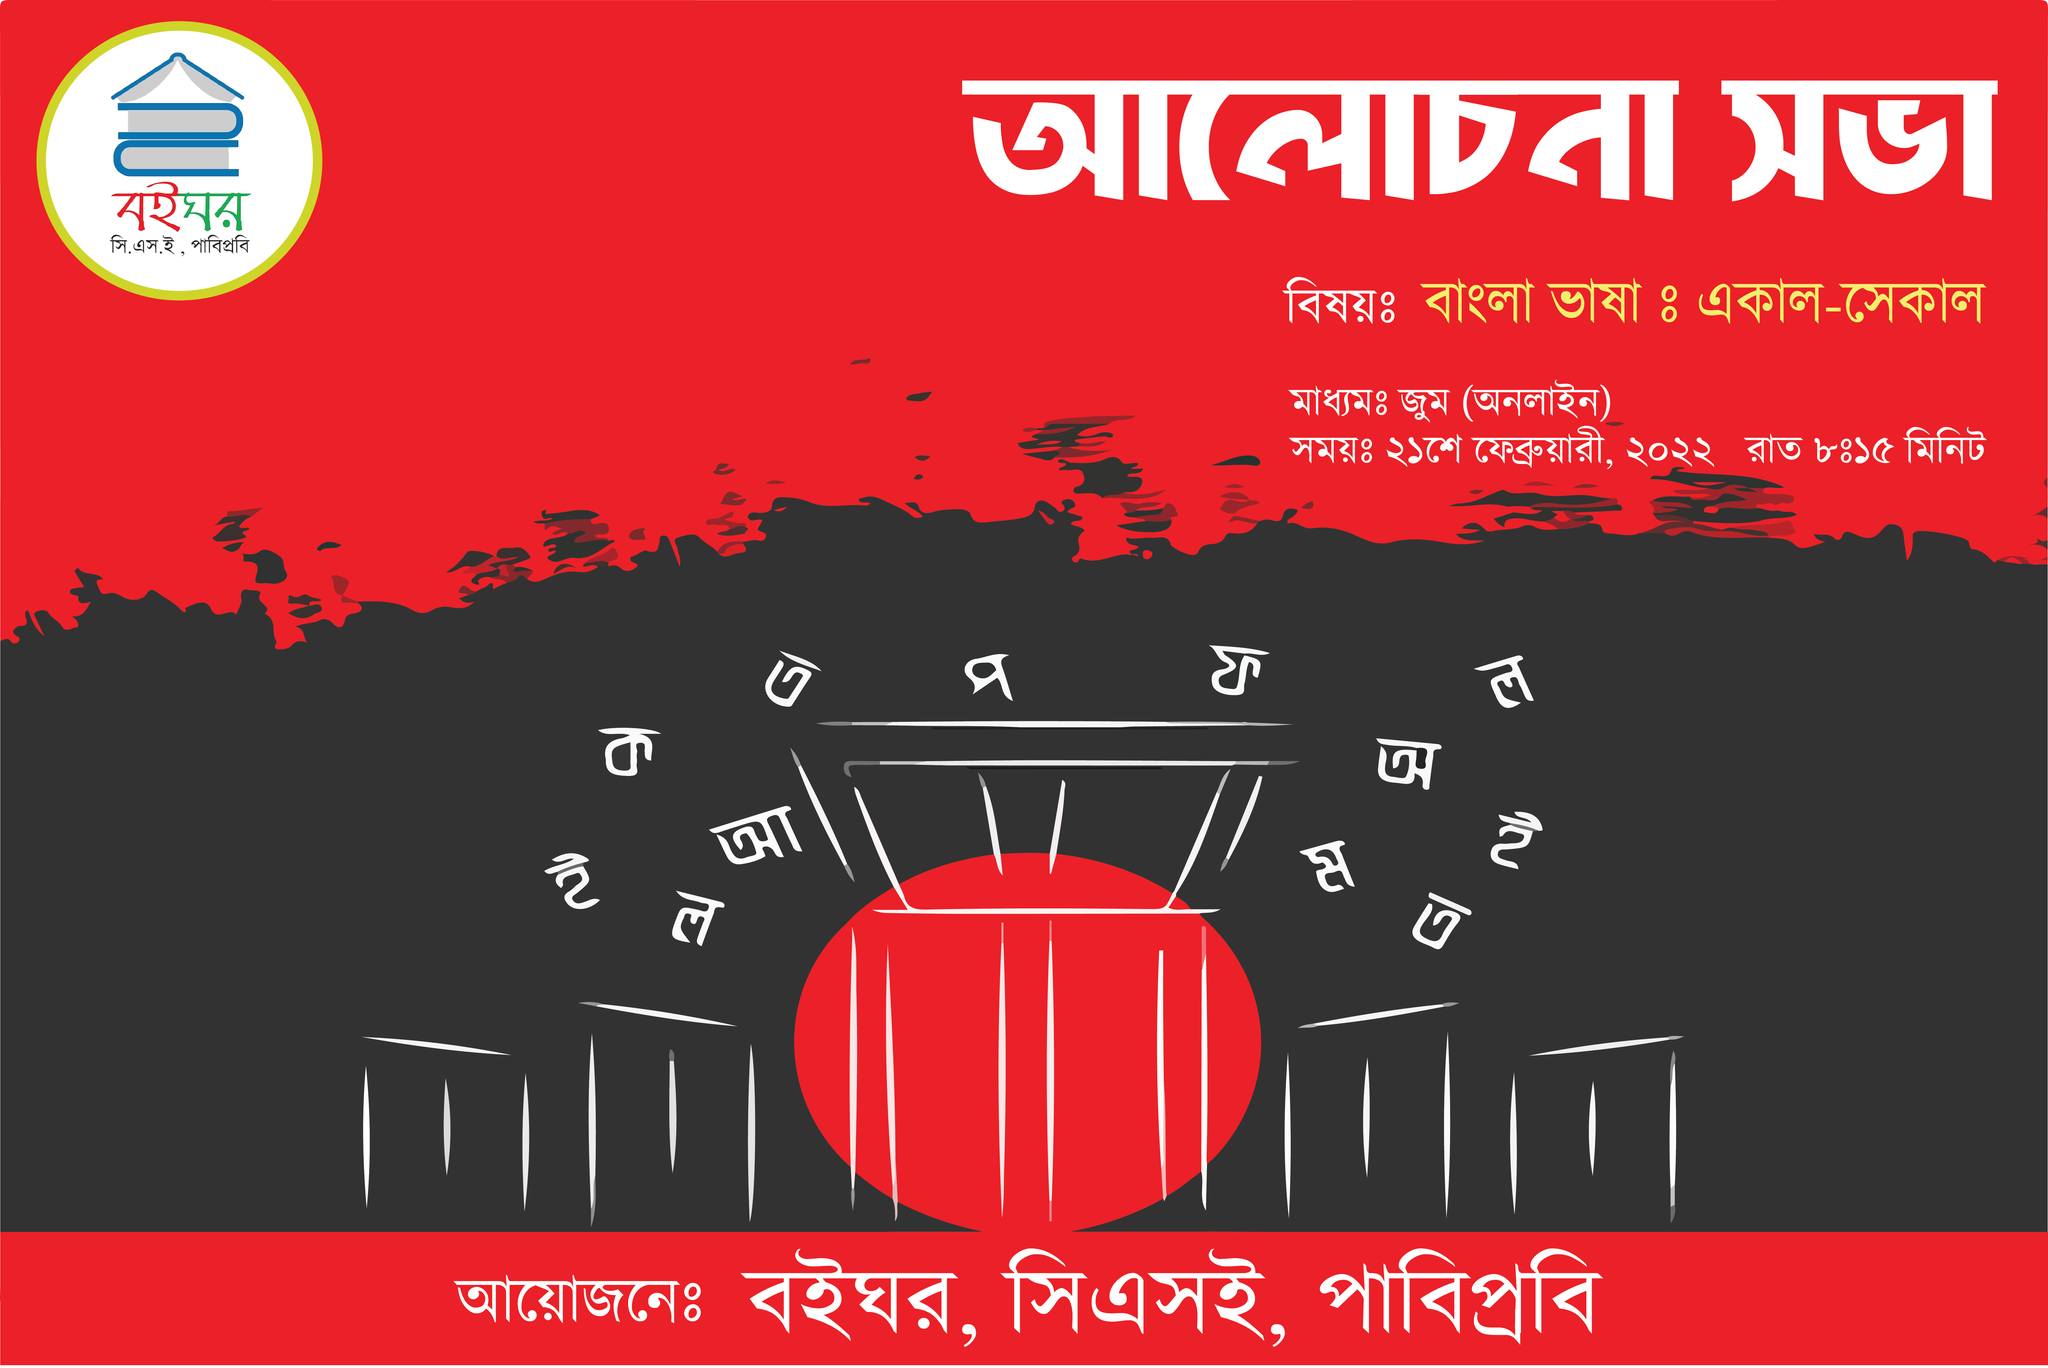 বইঘর
সি.এস.ই , পাবিপ্রবি
আলোচনা সভা
বিষয়ঃ বাংলা ভাষা ঃ একাল-সেকাল
মাধ্যমঃ জুম (অনলাইন)
সময়ঃ ২১শে ফেব্রুয়ারী, ২০২২ রাত ৮ঃ১৫ মিনিট
ত প ফ ল
ক অ
আ ই
ই ল ম ত
আয়োজনেঃ বইঘর, সিএসই, পাবিপ্রবি